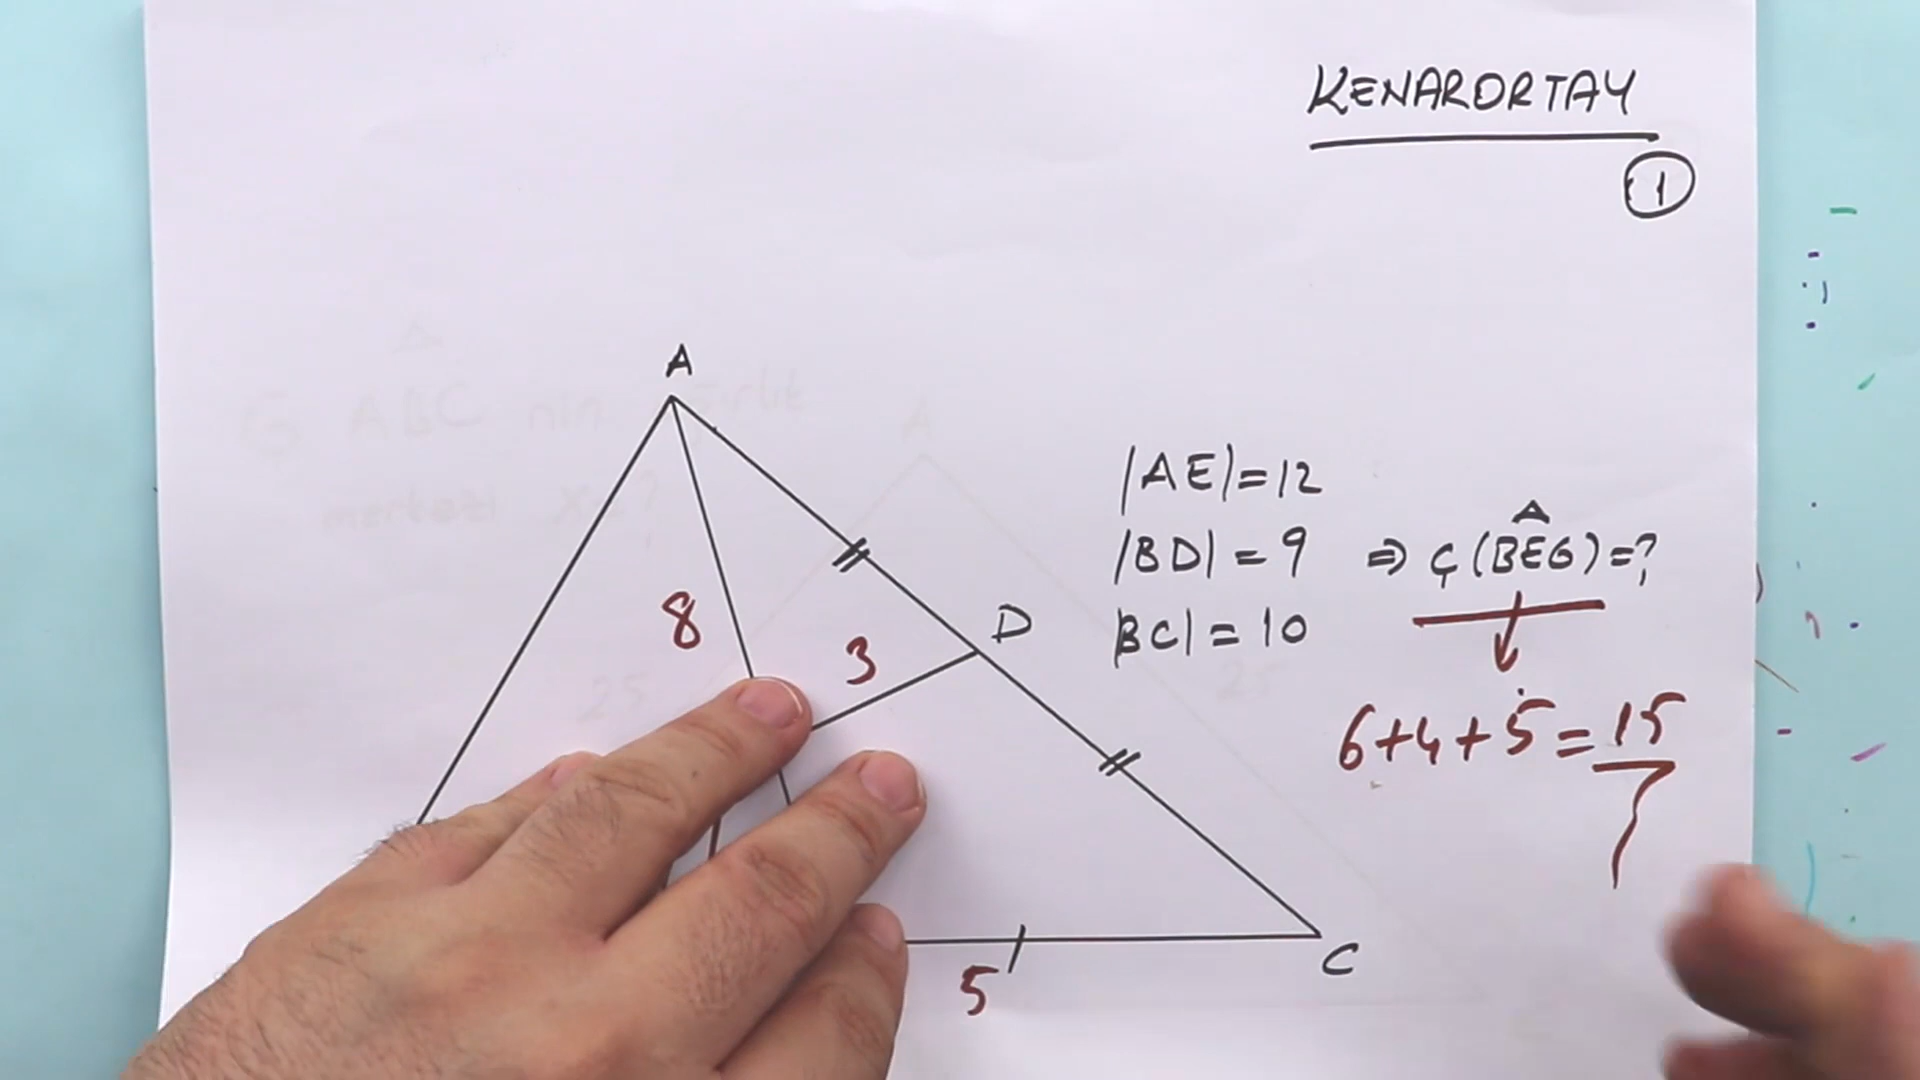 KENARORTAY
1
A
|AE|=12
|BD|=9 ⇒ Ç(BEG)=?
|BC|=10
8
3
D
6+4+5=15
5
C